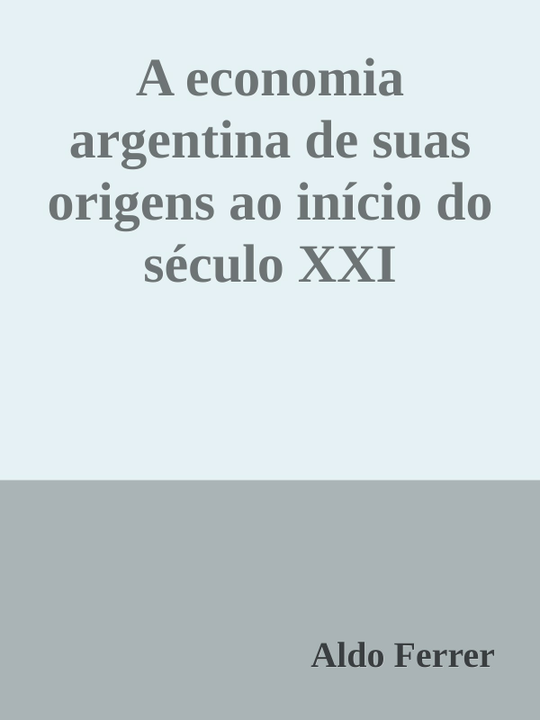 A economia
argentina de suas
origens ao início do
século XXI
Aldo Ferrer